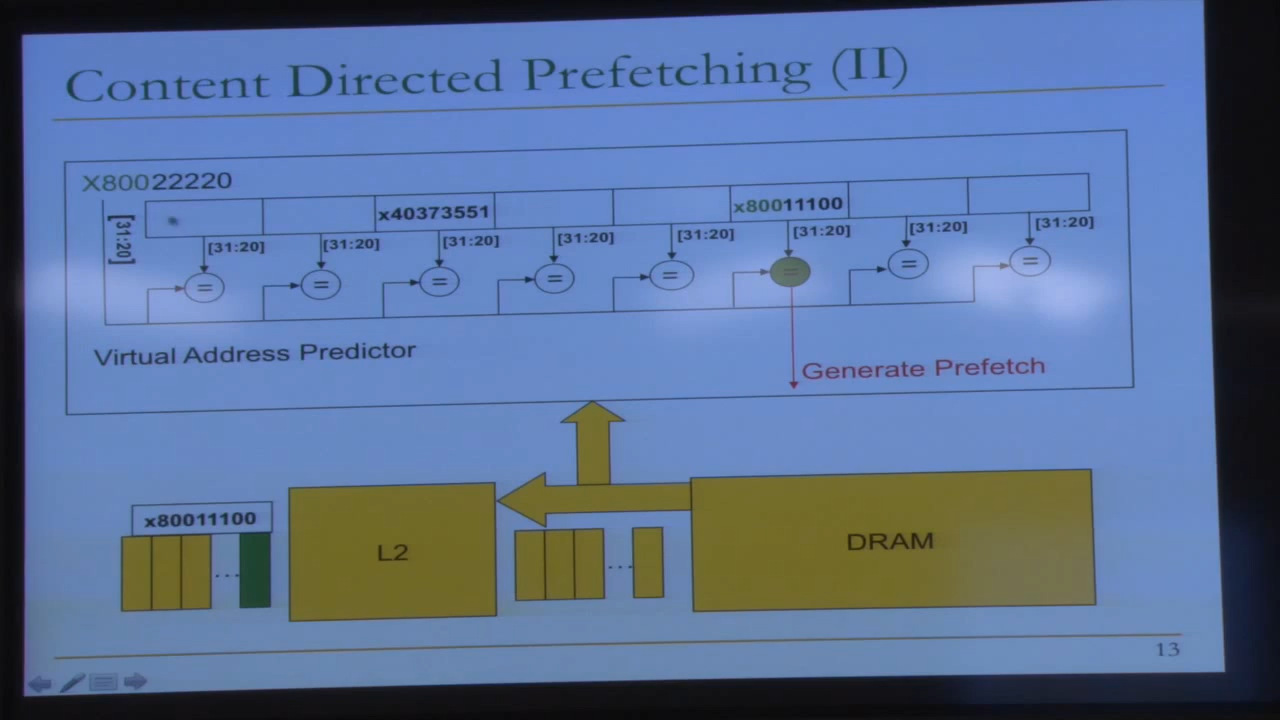 Content Directed Prefetching (II)
X80022220
x40373551
x80011100
[31:20]
[31:20] [31:20] [31:20] [31:20] [31:20] [31:20] [31:20] [31:20]
= = = = = = = =
Virtual Address Predictor
Generate Prefetch
x80011100
...
L2
...
DRAM
13